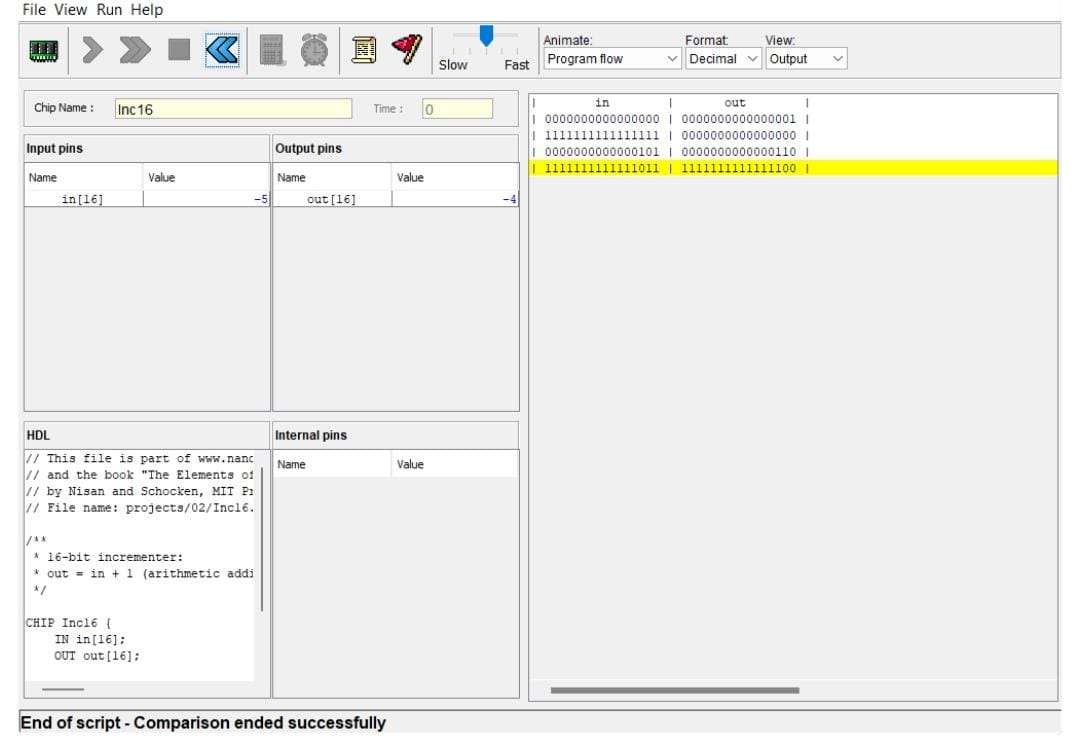 File View Run Help
Slow Fast
Animate: Format: View:
Program flow Decimal Output
Chip Name : Inc16 Time : 0
Input pins Output pins
Name Value Name Value
in[16] -5 out[16] -4
| in | out |
| 0000000000000000 | 0000000000000001 |
| 1111111111111111 | 0000000000000000 |
| 0000000000000101 | 0000000000000110 |
| 1111111111111011 | 1111111111111100 |
HDL
// This file is part of www.nand
// and the book "The Elements of
// by Nisan and Schocken, MIT Pr
// File name: projects/02/Inc16.
/**
* 16-bit incrementer:
* out = in + 1 (arithmetic addi
*/
CHIP Inc16 {
IN in[16];
OUT out[16];
Internal pins
Name Value
End of script - Comparison ended successfully